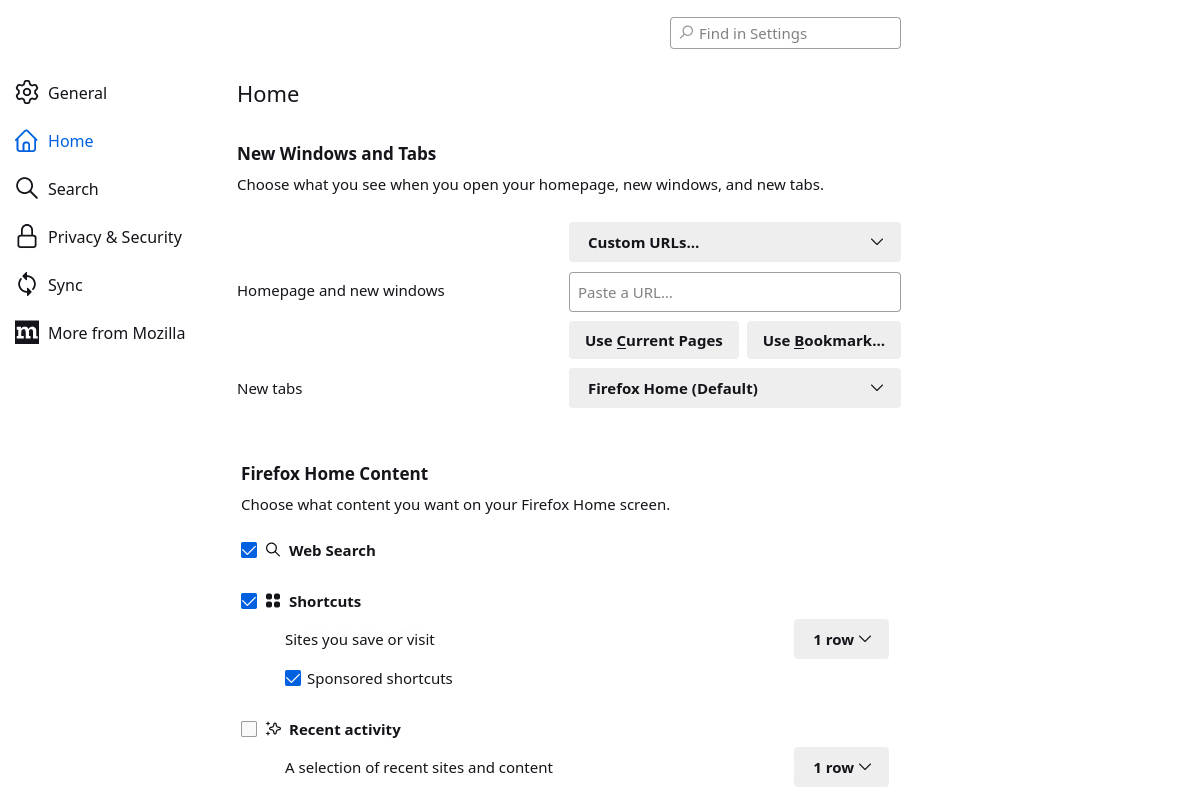 Find in Settings
General
Home
Search
Privacy & Security
Sync
m More from Mozilla
Home
New Windows and Tabs
Choose what you see when you open your homepage, new windows, and new tabs.
Custom URLs...
Homepage and new windows
Paste a URL...
Use Current Pages
Use Bookmark...
New tabs
Firefox Home (Default)
Firefox Home Content
Choose what content you want on your Firefox Home screen.
Web Search
Shortcuts
Sites you save or visit
1 row
Sponsored shortcuts
Recent activity
A selection of recent sites and content
1 row